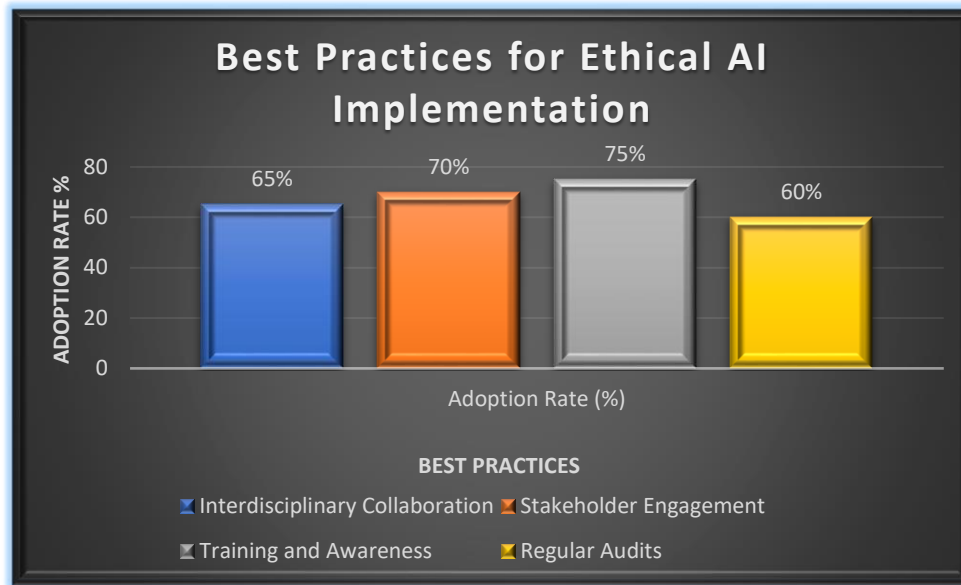 Best Practices for Ethical AI
Implementation
ADOPTION RATE %
80
60
40
20
0
65%
70%
75%
60%
Adoption Rate (%)
BEST PRACTICES
Interdisciplinary Collaboration
Stakeholder Engagement
Training and Awareness
Regular Audits